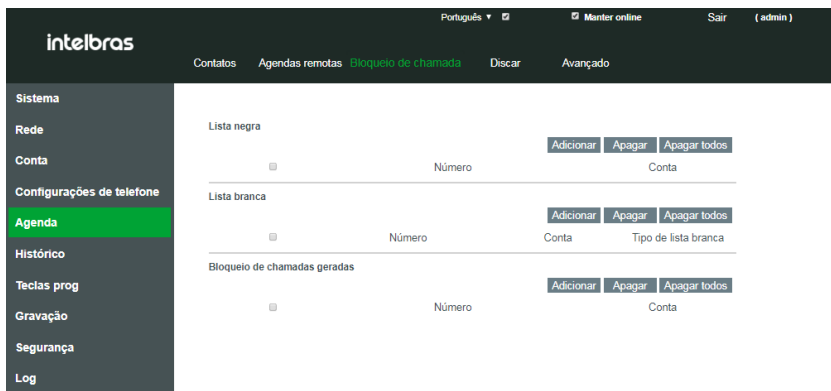 Português ▼ Manter online Sair ( admin )
intelbras
Contatos Agendas remotas Bloqueio de chamada Discar Avançado
Sistema
Rede
Conta
Configurações de telefone
Agenda
Histórico
Teclas prog
Gravação
Segurança
Log
Lista negra
Adicionar Apagar Apagar todos
Número Conta
Lista branca
Adicionar Apagar Apagar todos
Número Conta Tipo de lista branca
Bloqueio de chamadas geradas
Adicionar Apagar Apagar todos
Número Conta